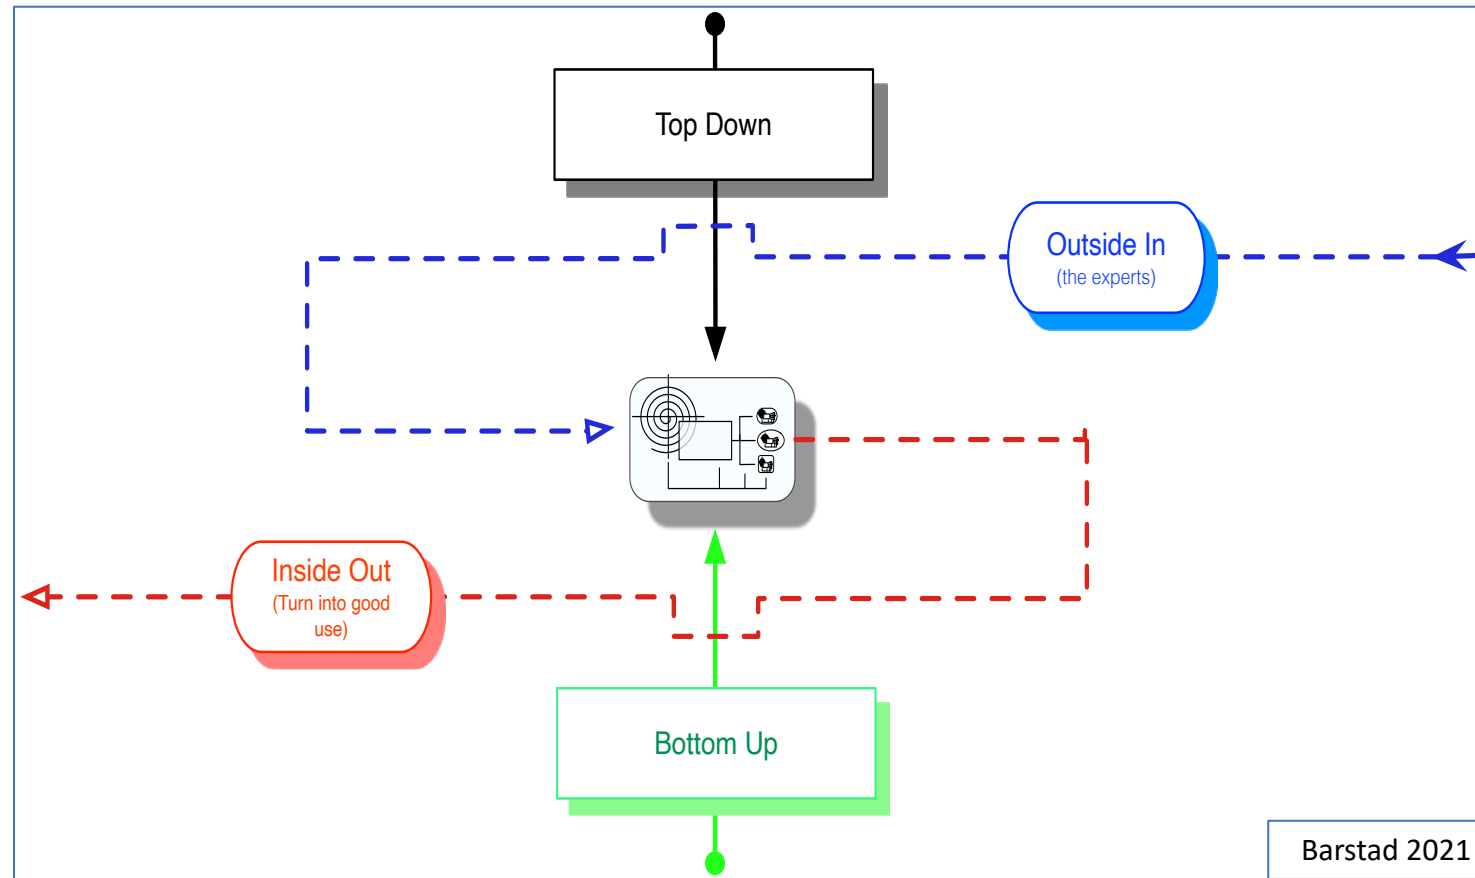 Top Down
Outside In
(the experts)
Inside Out
(Turn into good
use)
Bottom Up
Barstad 2021